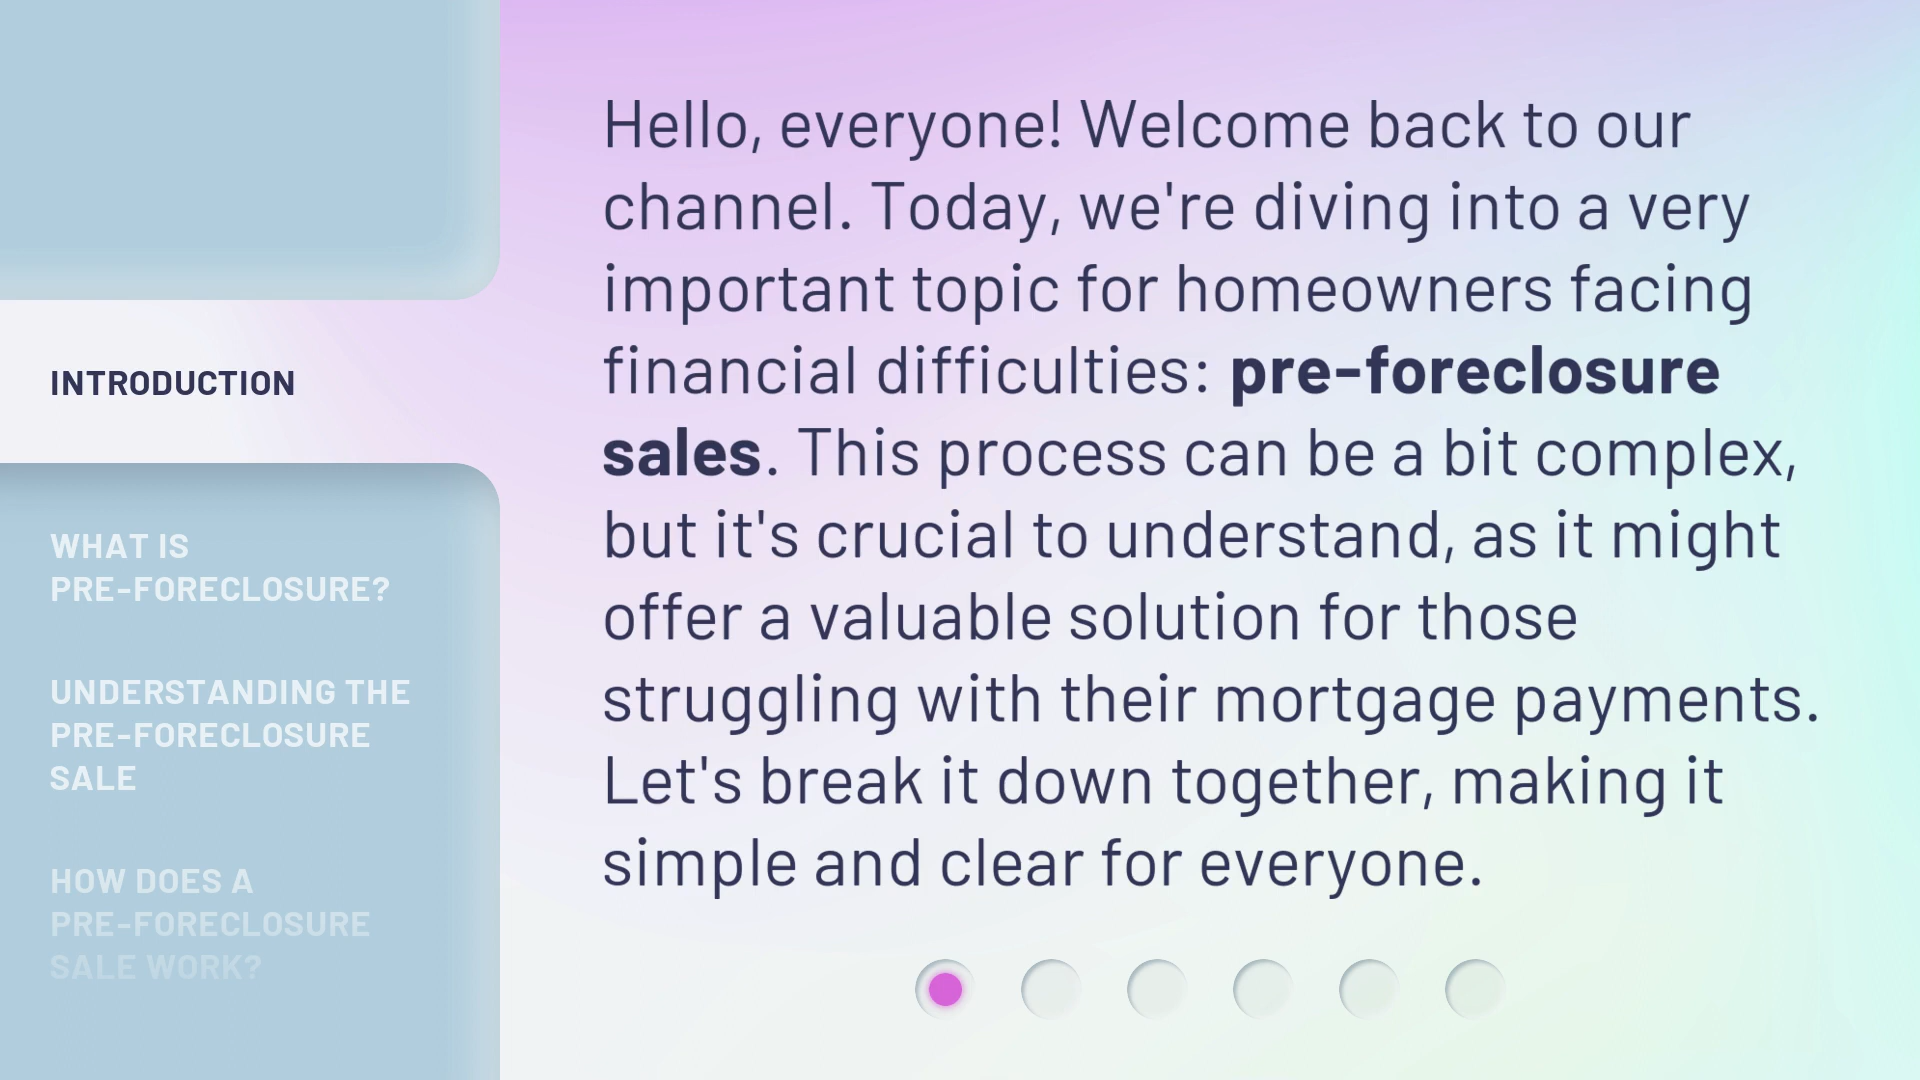 INTRODUCTION
WHAT IS
PRE-FORECLOSURE?
UNDERSTANDING THE
PRE-FORECLOSURE
SALE
HOW DOES A
PRE-FORECLOSURE
SALE WORK?
Hello, everyone! Welcome back to our
channel. Today, we're diving into a very
important topic for homeowners facing
financial difficulties: pre-foreclosure
sales. This process can be a bit complex,
but it's crucial to understand, as it might
offer a valuable solution for those
struggling with their mortgage payments.
Let's break it down together, making it
simple and clear for everyone.